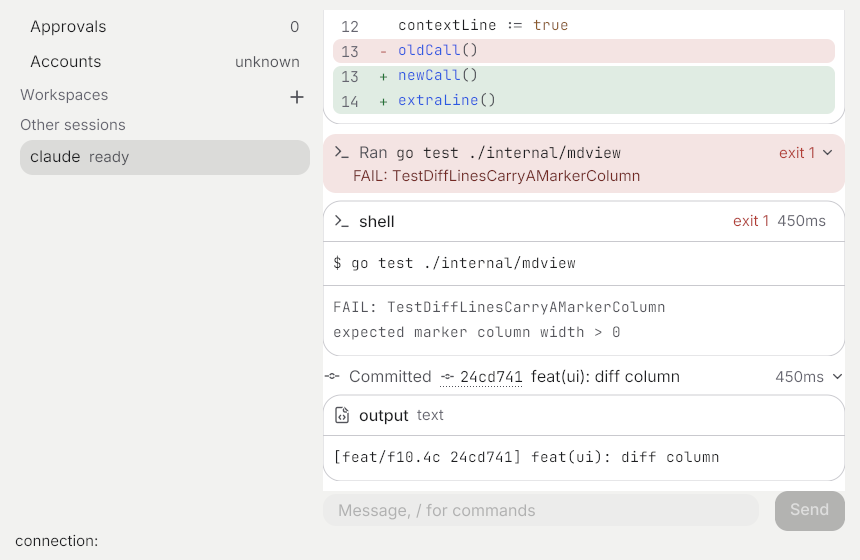 Approvals 0
Accounts unknown
Workspaces +
Other sessions
claude ready
connection:
12 contextLine := true
13 - oldCall()
13 + newCall()
14 + extraLine()
Ran go test ./internal/mdview exit 1
FAIL: TestDiffLinesCarryAMarkerColumn
shell exit 1 450ms
$ go test ./internal/mdview
FAIL: TestDiffLinesCarryAMarkerColumn
expected marker column width > 0
Committed 24cd741 feat(ui): diff column 450ms
output text
[feat/f10.4c 24cd741] feat(ui): diff column
Message, / for commands
Send